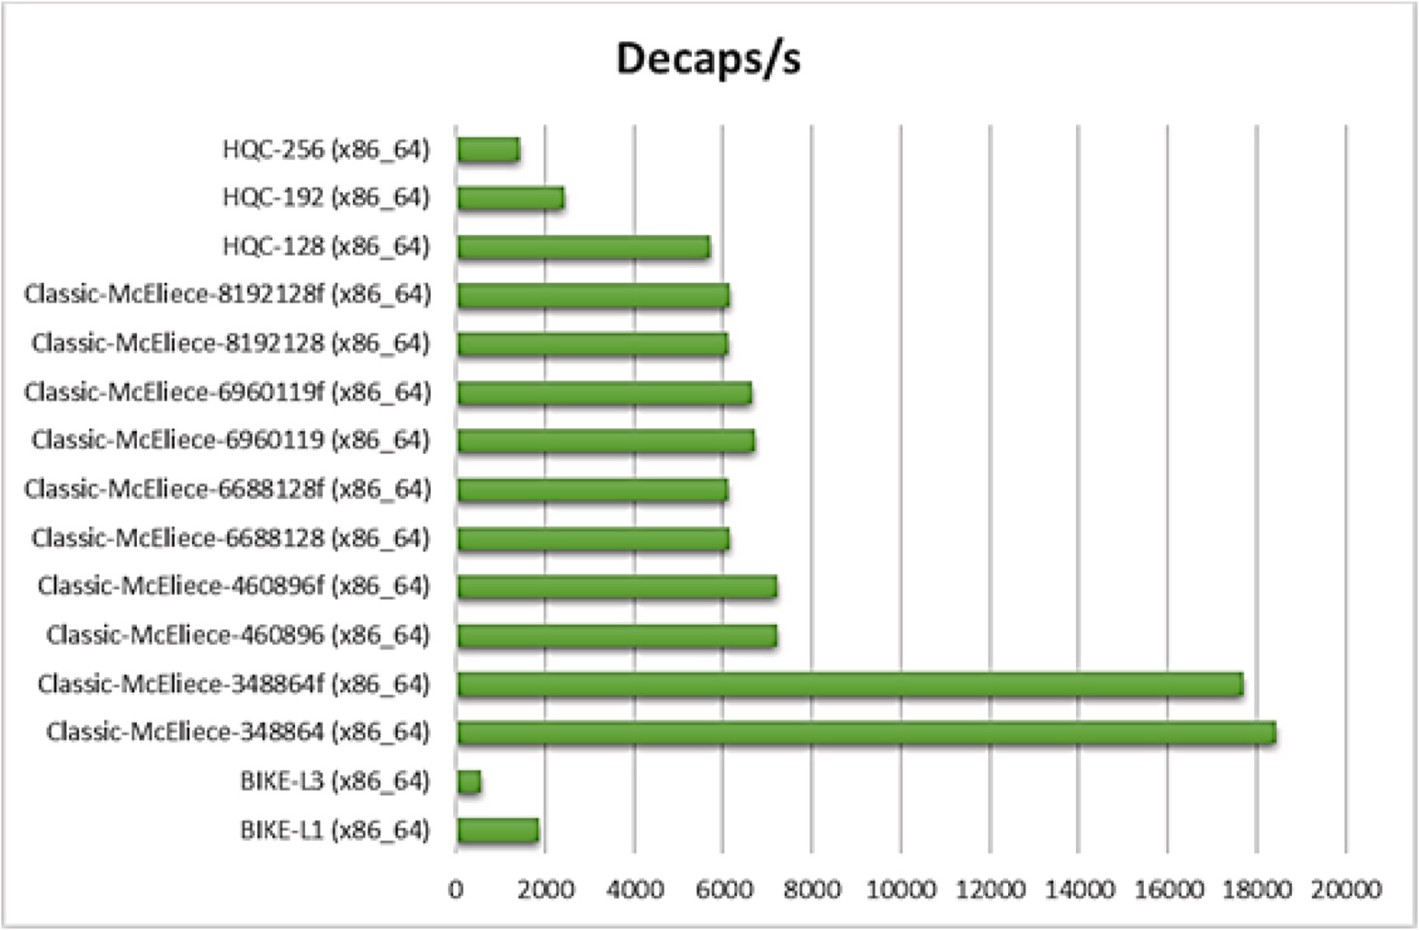 Decaps/s
HQC-256 (x86_64)
HQC-192 (x86_64)
HQC-128 (x86_64)
Classic-McEliece-8192128f (x86_64)
Classic-McEliece-8192128 (x86_64)
Classic-McEliece-6960119f (x86_64)
Classic-McEliece-6960119 (x86_64)
Classic-McEliece-6688128f (x86_64)
Classic-McEliece-6688128 (x86_64)
Classic-McEliece-460896f (x86_64)
Classic-McEliece-460896 (x86_64)
Classic-McEliece-348864f (x86_64)
Classic-McEliece-348864 (x86_64)
BIKE-L3 (x86_64)
BIKE-L1 (x86_64)
0 2000 4000 6000 8000 10000 12000 14000 16000 18000 20000